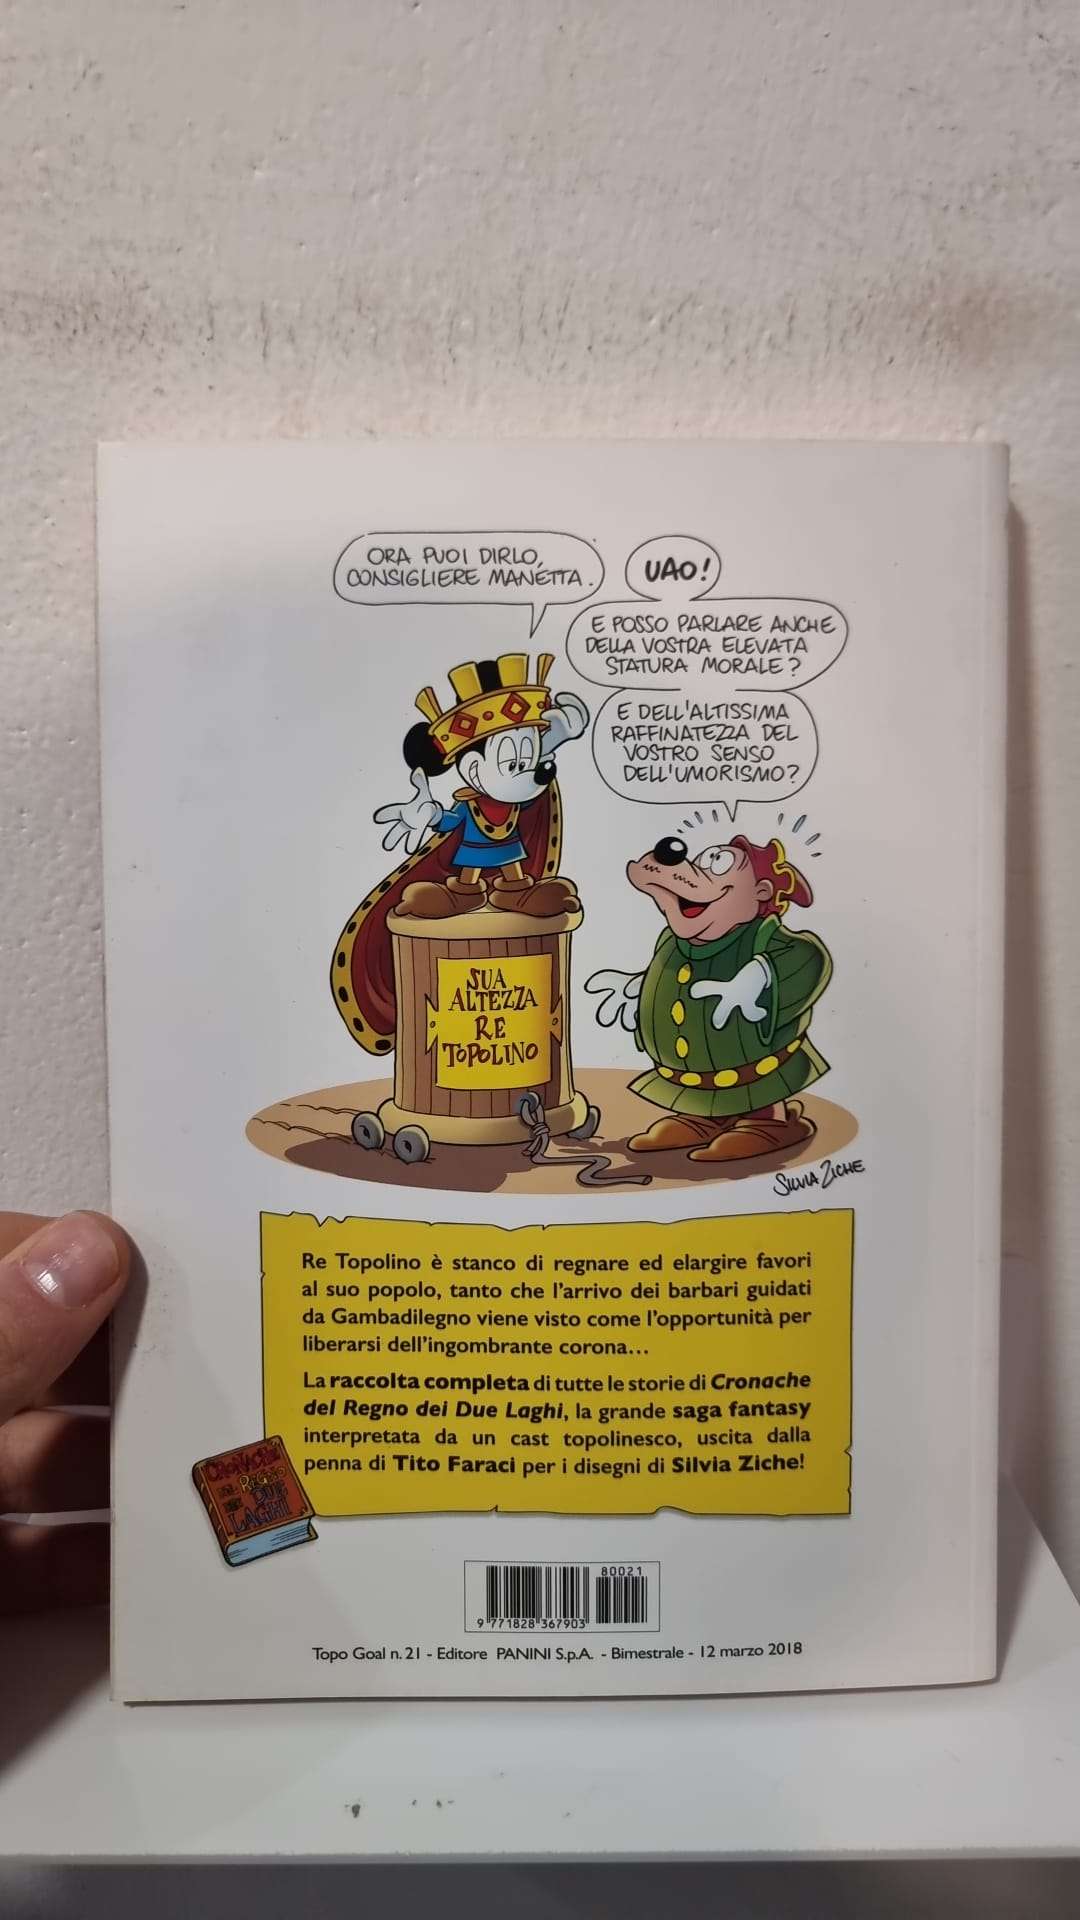 ORA PUOI DIRLO,
CONSIGLIERE MANETTA.
UAO!
E POSSO PARLARE ANCHE
DELLA VOSTRA ELEVATA
STATURA MORALE?
E DELL'ALTISSIMA
RAFFINATEZZA DEL
VOSTRO SENSO
DELL'UMORISMO?
SUA
ALTEZZA
RE
TOPOLINO
SILVIA ZICHE
Re Topolino è stanco di regnare ed elargire favori
al suo popolo, tanto che l'arrivo dei barbari guidati
da Gambadilegno viene visto come l'opportunità per
liberarsi dell'ingombrante corona...
La raccolta completa di tutte le storie di Cronache
del Regno dei Due Laghi, la grande saga fantasy
interpretata da un cast topolinesco, uscita dalla
penna di Tito Faraci per i disegni di Silvia Ziche!
CRONACHE
DEL REGNO
DEI DUE
LAGHI
80021
9 771828 367903
Topo Goal n. 21 - Editore PANINI S.p.A. - Bimestrale - 12 marzo 2018